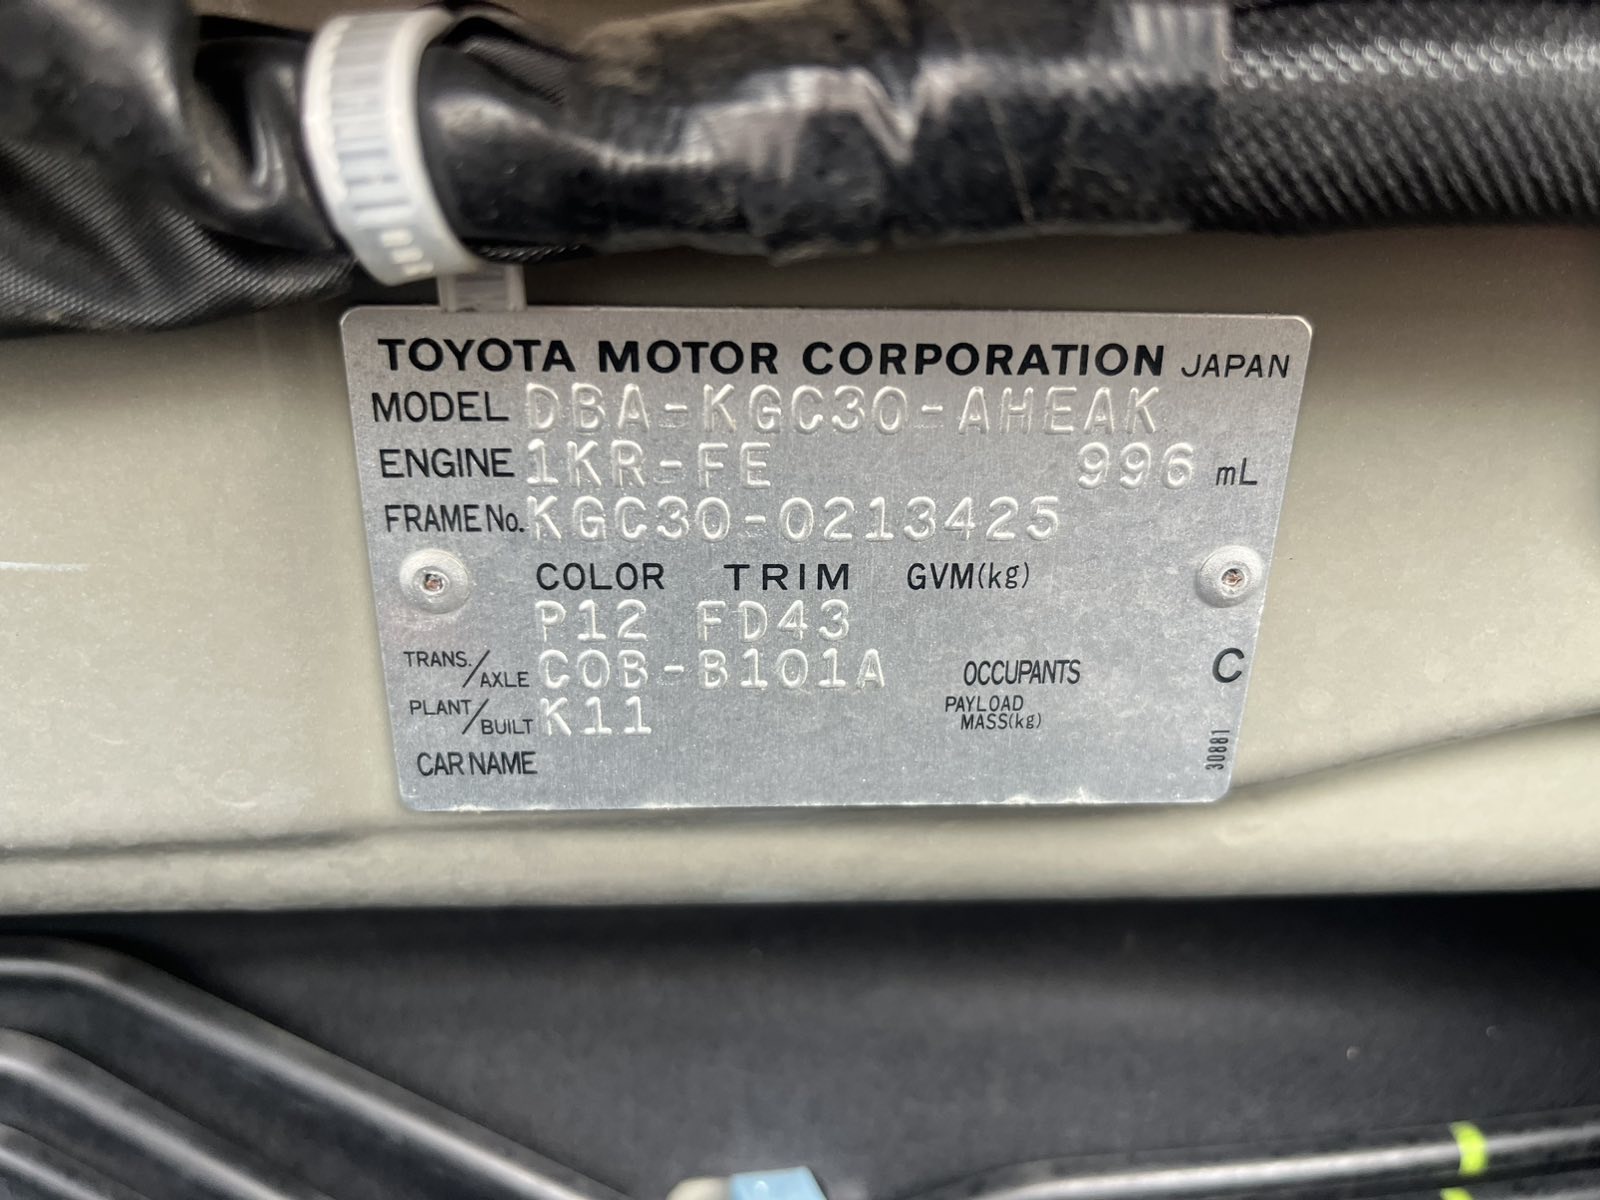 TOYOTA MOTOR CORPORATION JAPAN
MODEL DBA-KGC30-AHEAK
ENGINE 1KR-FE 996 mL
FRAME No. KGC30-0213425
COLOR TRIM GVM(kg)
P12 FD43
TRANS./AXLE C0B-B101A OCCUPANTS C
PLANT/BUILT K11 PAYLOAD MASS(kg)
CAR NAME
30881